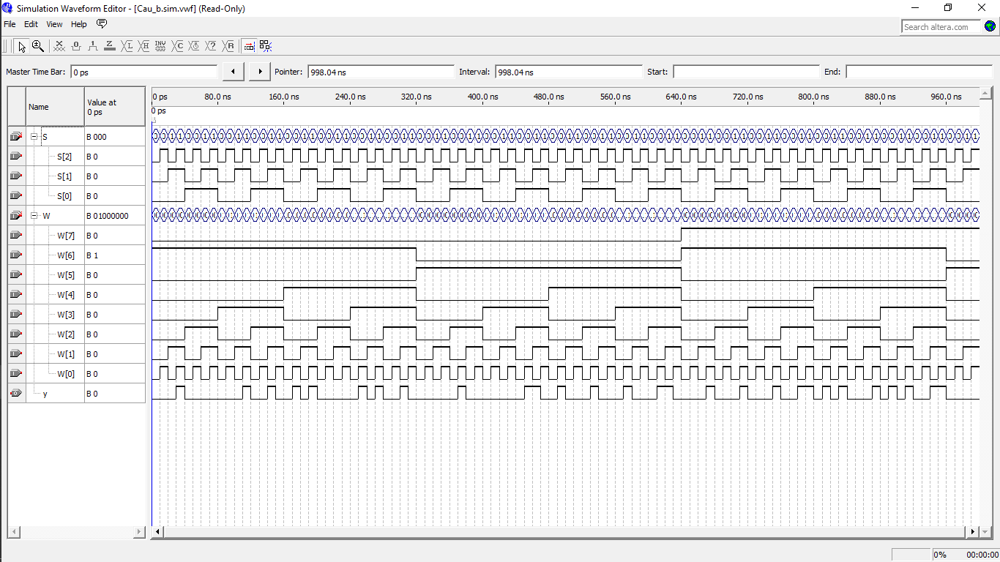 Simulation Waveform Editor - [Cau_b.sim.vwf] (Read-Only)
File Edit View Help
Search altera.com
Master Time Bar: 0 ps Pointer: 998.04 ns Interval: 998.04 ns Start: End:
Name Value at 0 ps
0 ps 80.0 ns 160.0 ns 240.0 ns 320.0 ns 400.0 ns 480.0 ns 560.0 ns 640.0 ns 720.0 ns 800.0 ns 880.0 ns 960.0 ns
0 ps
S B 000
S[2] B 0
S[1] B 0
S[0] B 0
W B 01000000
W[7] B 0
W[6] B 1
W[5] B 0
W[4] B 0
W[3] B 0
W[2] B 0
W[1] B 0
W[0] B 0
y B 0
0% 00:00:00